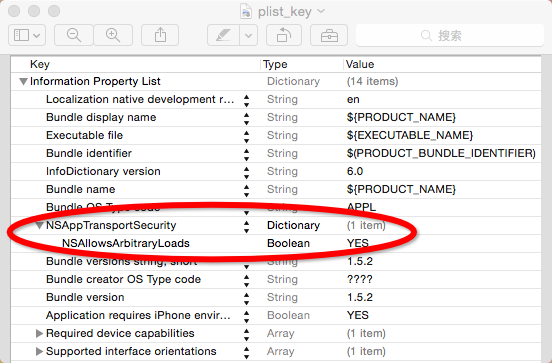 plist_key
搜索
Key Type Value
Information Property List Dictionary (14 items)
Localization native development r... String en
Bundle display name String ${PRODUCT_NAME}
Executable file String ${EXECUTABLE_NAME}
Bundle identifier String $(PRODUCT_BUNDLE_IDENTIFIER)
InfoDictionary version String 6.0
Bundle name String ${PRODUCT_NAME}
Bundle OS Type code String APPL
NSAppTransportSecurity Dictionary (1 item)
NSAllowsArbitraryLoads Boolean YES
Bundle versions string, short String 1.5.2
Bundle creator OS Type code String ????
Bundle version String 1.5.2
Application requires iPhone envir... Boolean YES
Required device capabilities Array (1 item)
Supported interface orientations Array (1 item)